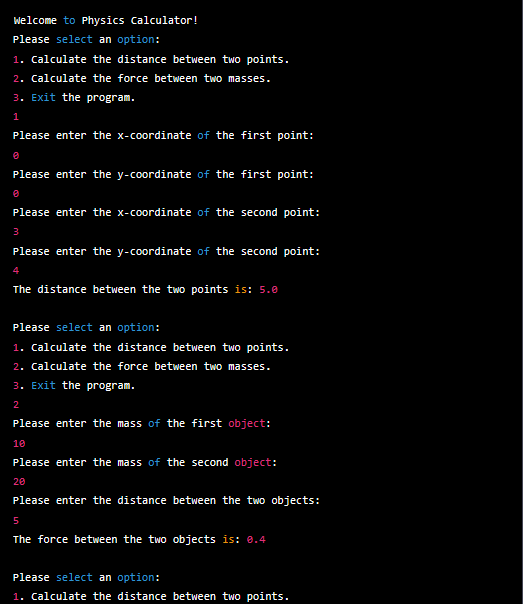 Welcome to Physics Calculator!
Please select an option:
1. Calculate the distance between two points.
2. Calculate the force between two masses.
3. Exit the program.
1
Please enter the x-coordinate of the first point:
0
Please enter the y-coordinate of the first point:
0
Please enter the x-coordinate of the second point:
3
Please enter the y-coordinate of the second point:
4
The distance between the two points is: 5.0
Please select an option:
1. Calculate the distance between two points.
2. Calculate the force between two masses.
3. Exit the program.
2
Please enter the mass of the first object:
10
Please enter the mass of the second object:
20
Please enter the distance between the two objects:
5
The force between the two objects is: 0.4
Please select an option:
1. Calculate the distance between two points.